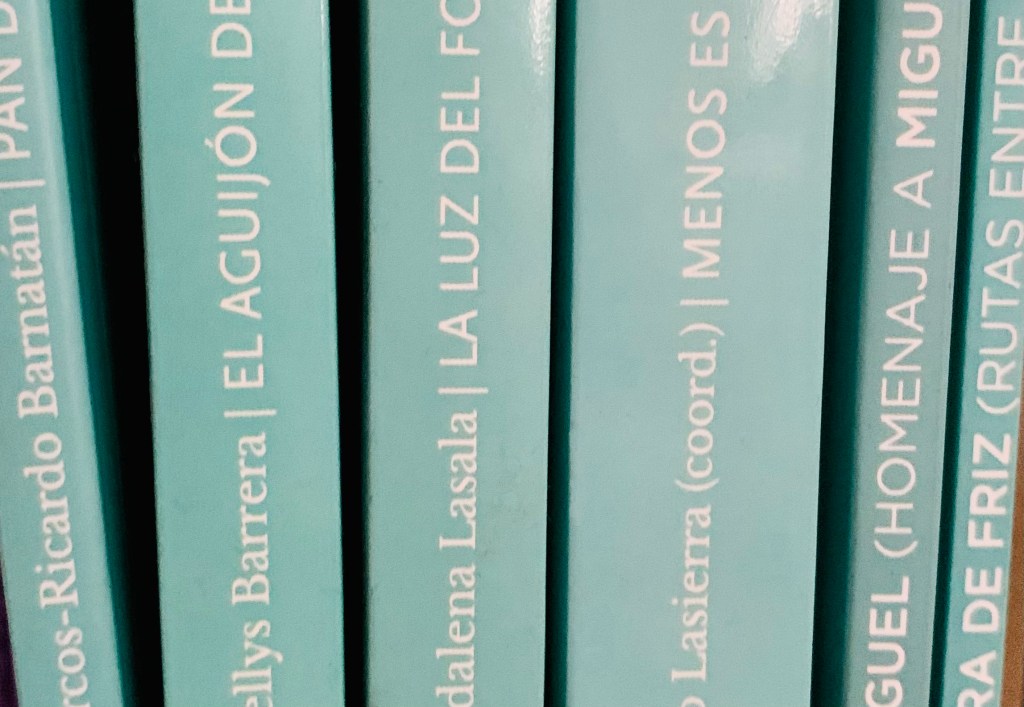 rcos-Ricardo Barnatán | PAN D
ellys Barrera | EL AGUIJÓN DE
dalena Lasala | LA LUZ DEL FO
o Lasierra (coord.) | MENOS ES
GUEL (HOMENAJE A MIGU
RA DE FRIZ (RUTAS ENTRE